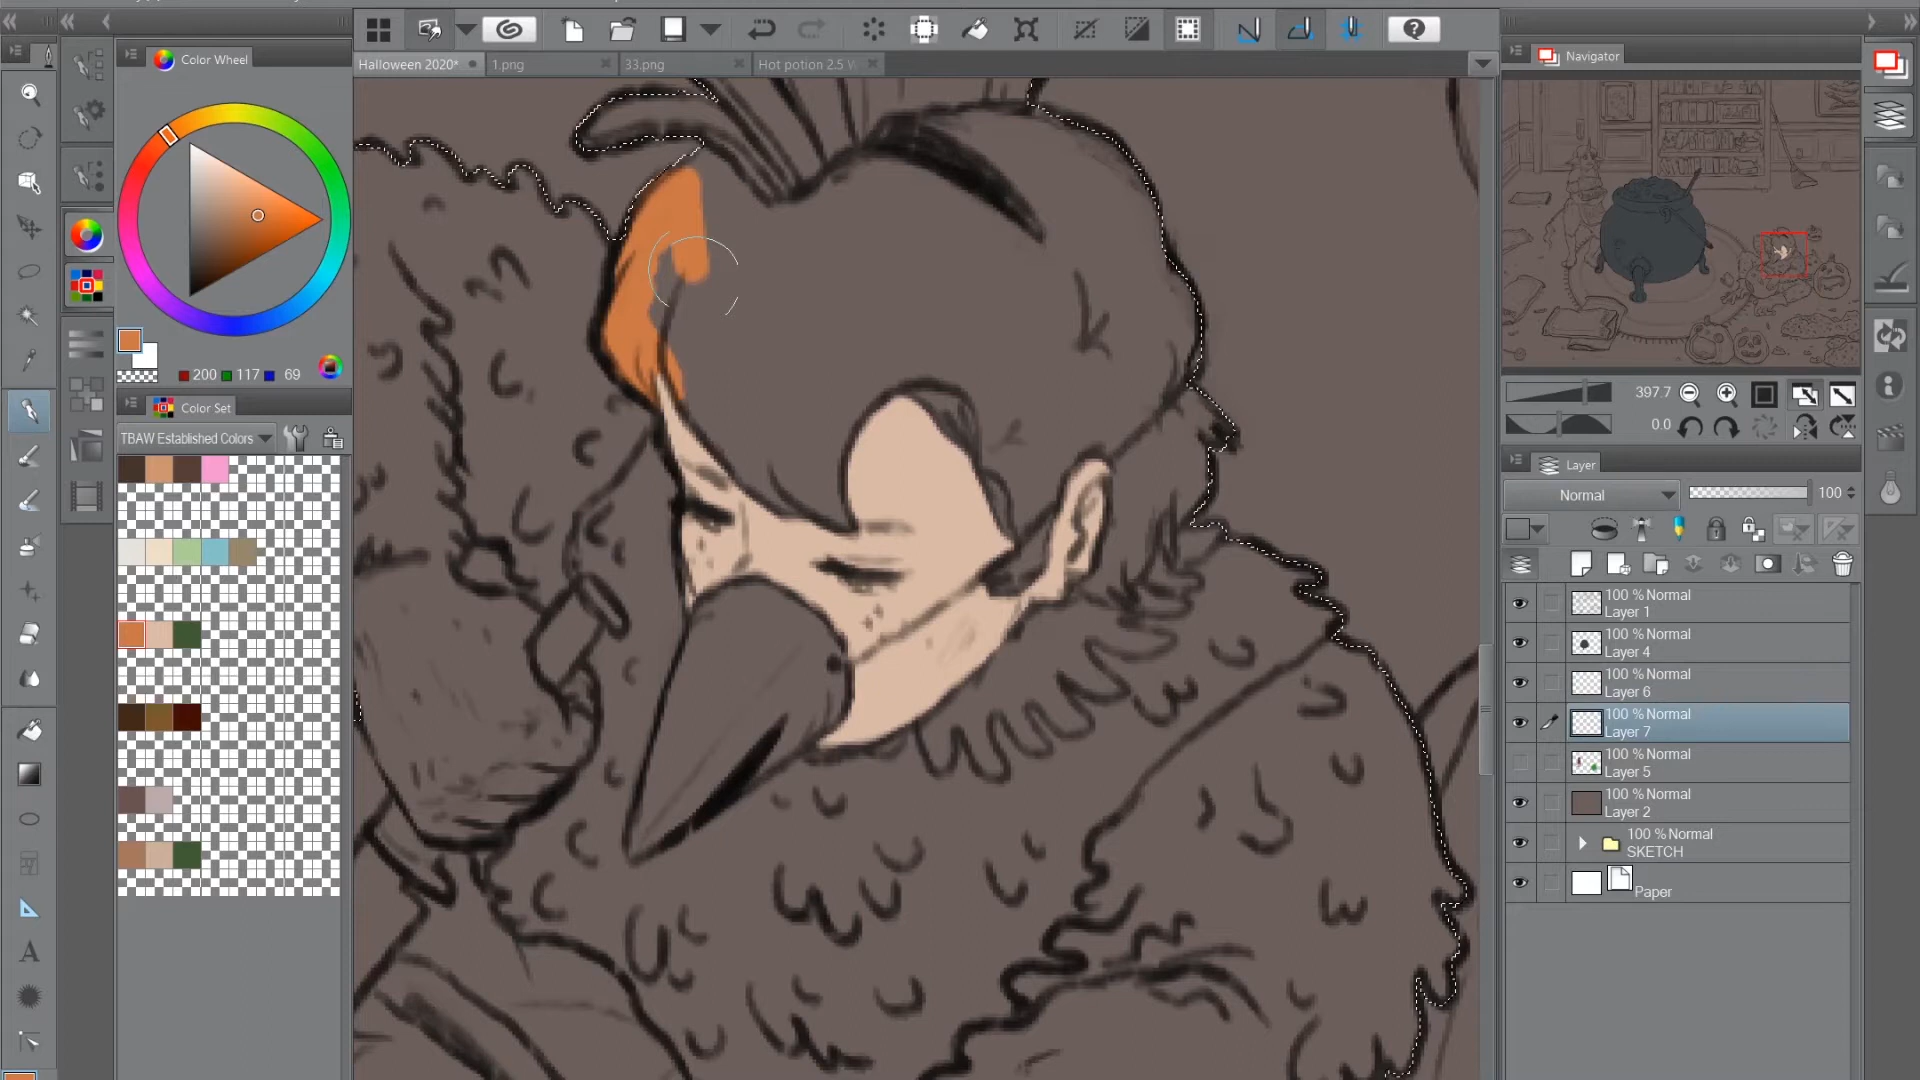 Halloween 2020*
1.png
33.png
Hot potion 2.5
Color Wheel
200 117 69
Color Set
TBAW Established Colors
Navigator
397.7
0.0
Layer
Normal
100
100 % Normal
Layer 1
100 % Normal
Layer 4
100 % Normal
Layer 6
100 % Normal
Layer 7
100 % Normal
Layer 5
100 % Normal
Layer 2
100 % Normal
SKETCH
Paper